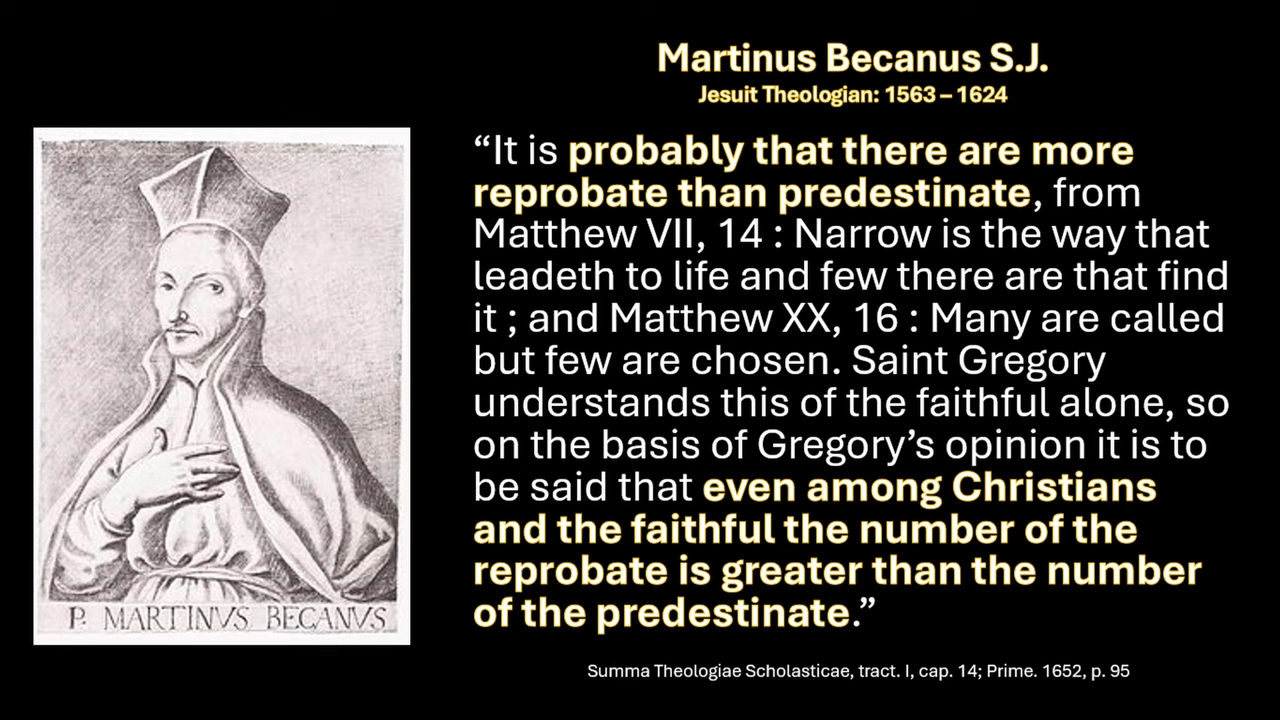 Martinus Becanus S.J.
Jesuit Theologian: 1563 – 1624
“It is probably that there are more
reprobate than predestinate, from
Matthew VII, 14 : Narrow is the way that
leadeth to life and few there are that find
it ; and Matthew XX, 16 : Many are called
but few are chosen. Saint Gregory
understands this of the faithful alone, so
on the basis of Gregory’s opinion it is to
be said that even among Christians
and the faithful the number of the
reprobate is greater than the number
of the predestinate.”
P. MARTINVS BECANVS
Summa Theologiae Scholasticae, tract. I, cap. 14; Prime. 1652, p. 95